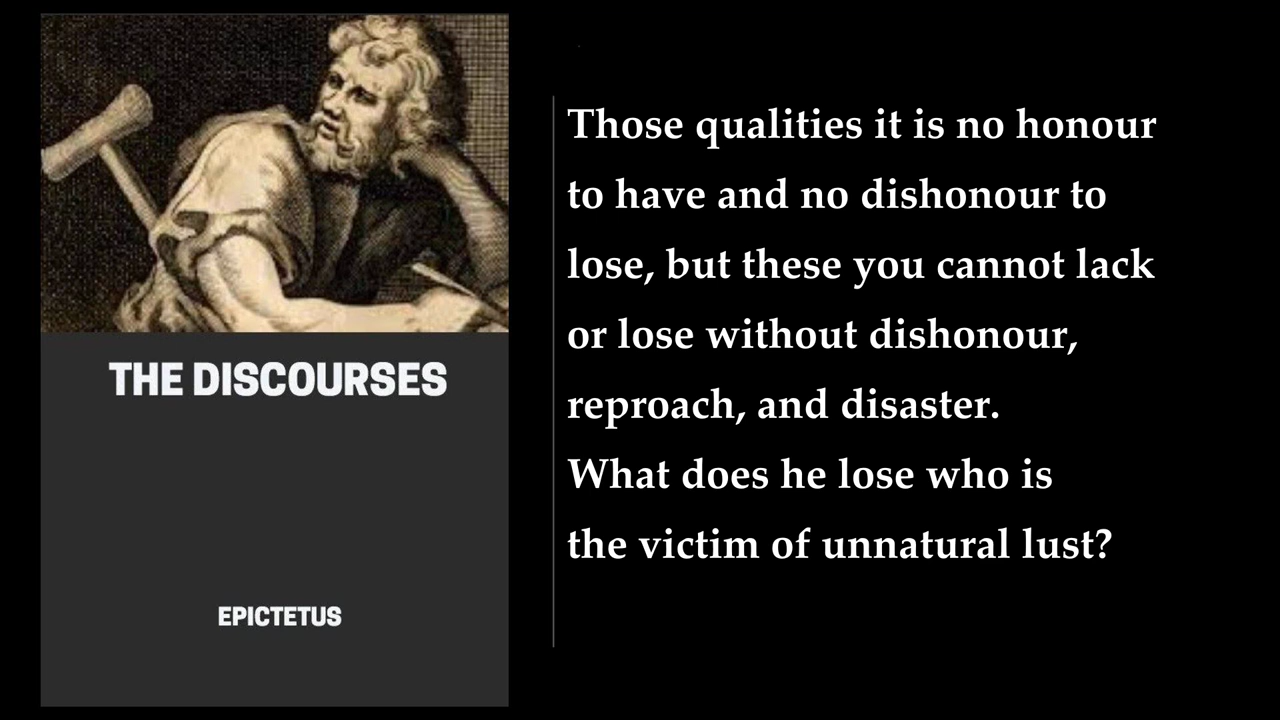 THE DISCOURSES
EPICTETUS
Those qualities it is no honour
to have and no dishonour to
lose, but these you cannot lack
or lose without dishonour,
reproach, and disaster.
What does he lose who is
the victim of unnatural lust?